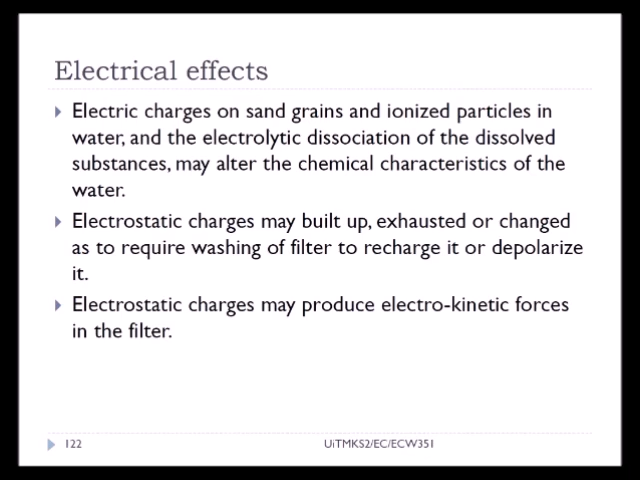 Electrical effects
Electric charges on sand grains and ionized particles in
water, and the electrolytic dissociation of the dissolved
substances, may alter the chemical characteristics of the
water.
Electrostatic charges may built up, exhausted or changed
as to require washing of filter to recharge it or depolarize
it.
Electrostatic charges may produce electro-kinetic forces
in the filter.
122
UiTMKS2/EC/ECW351